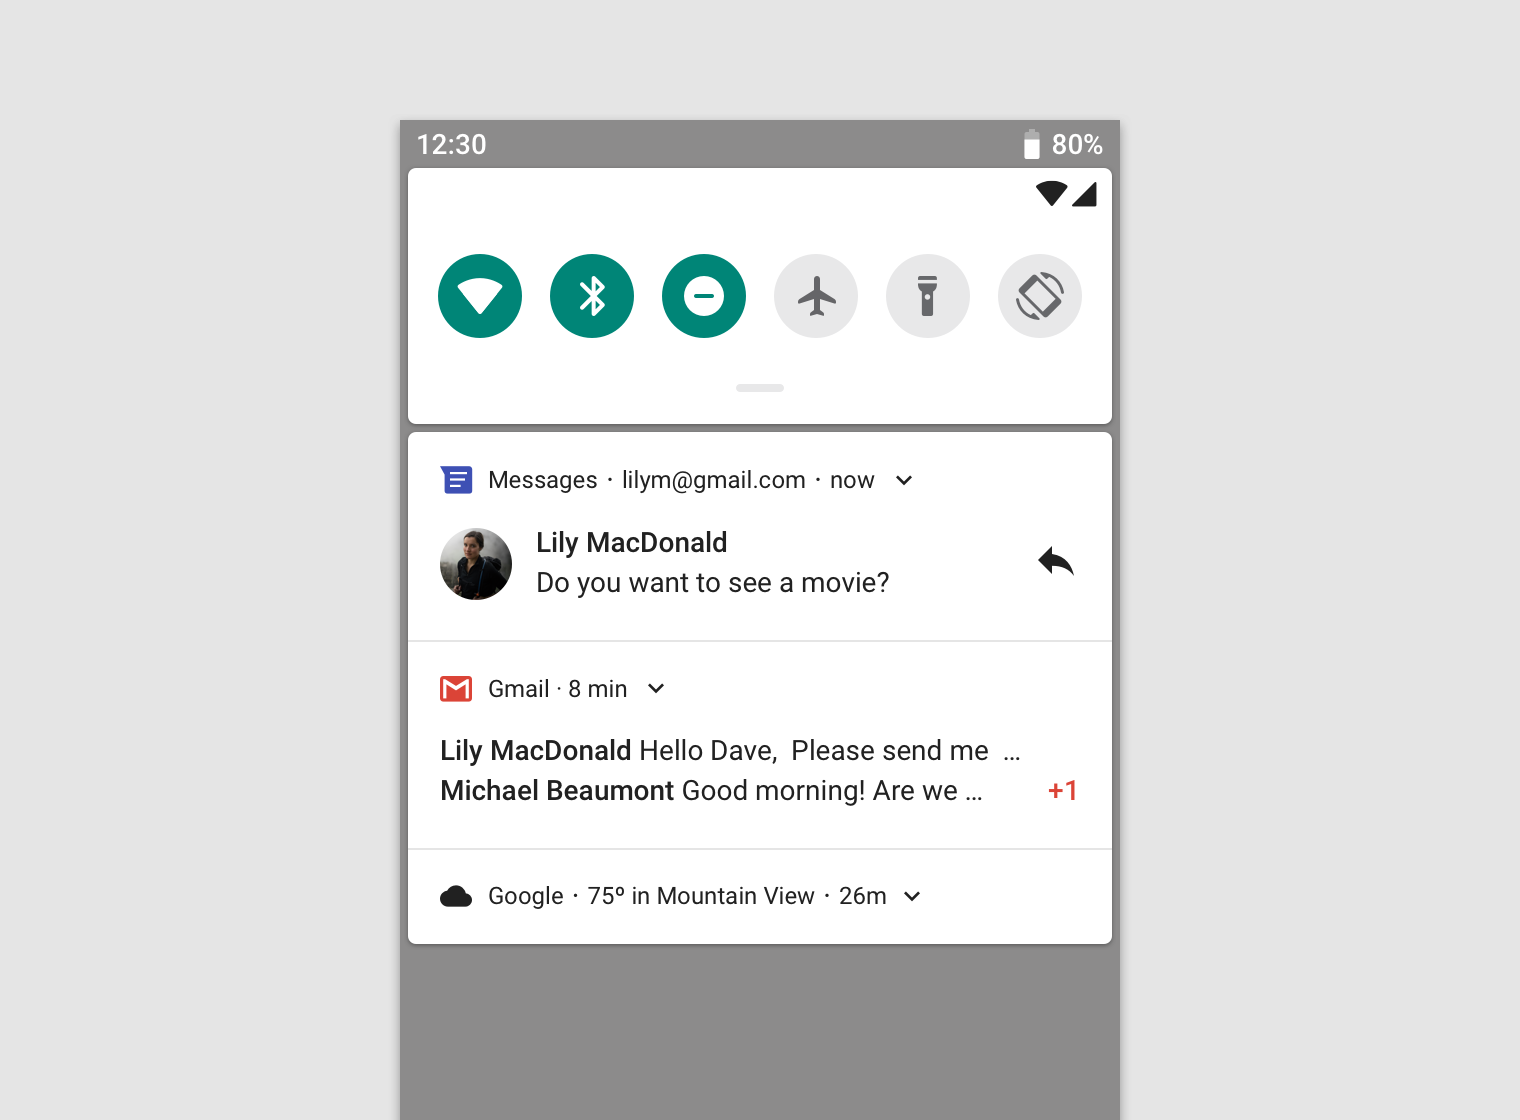 12:30 80%
Messages · lilym@gmail.com · now
Lily MacDonald
Do you want to see a movie?
Gmail · 8 min
Lily MacDonald Hello Dave, Please send me …
Michael Beaumont Good morning! Are we … +1
Google · 75º in Mountain View · 26m